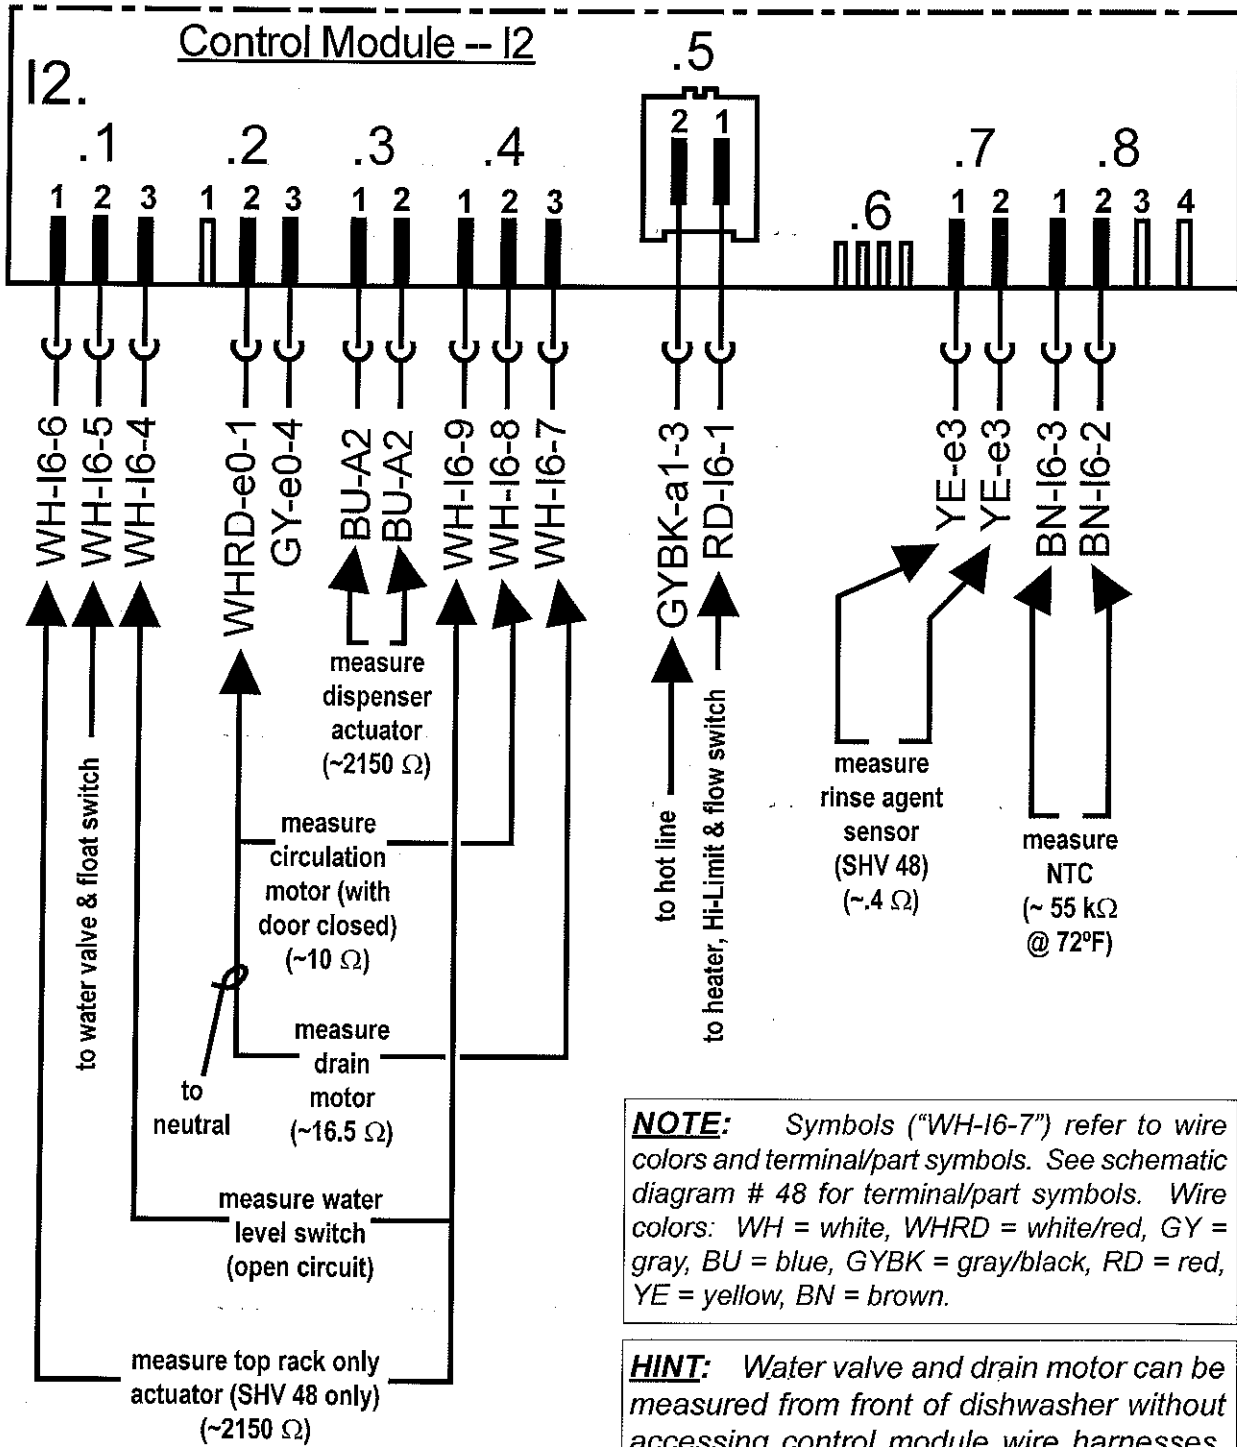 Control Module -- I2
I2.
.1 .2 .3 .4 .5 .6 .7 .8
1 2 3 1 2 3 1 2 1 2 3 2 1 1 2 1 2 3 4
WH-I6-6
WH-I6-5
WH-I6-4
WHRD-e0-1
GY-e0-4
BU-A2
BU-A2
WH-I6-9
WH-I6-8
WH-I6-7
GYBK-a1-3
RD-I6-1
YE-e3
YE-e3
BN-I6-3
BN-I6-2
to water valve & float switch
measure
dispenser
actuator
(~2150 Ω)
measure
circulation
motor (with
door closed)
(~10 Ω)
to
neutral
measure
drain
motor
(~16.5 Ω)
measure water
level switch
(open circuit)
measure top rack only
actuator (SHV 48 only)
(~2150 Ω)
to hot line
to heater, Hi-Limit & flow switch
measure
rinse agent
sensor
(SHV 48)
(~.4 Ω)
measure
NTC
(~ 55 kΩ
@ 72ºF)
NOTE: Symbols (“WH-I6-7”) refer to wire
colors and terminal/part symbols. See schematic
diagram # 48 for terminal/part symbols. Wire
colors: WH = white, WHRD = white/red, GY =
gray, BU = blue, GYBK = gray/black, RD = red,
YE = yellow, BN = brown.
HINT: Water valve and drain motor can be
measured from front of dishwasher without
accessing control module wire harnesses.